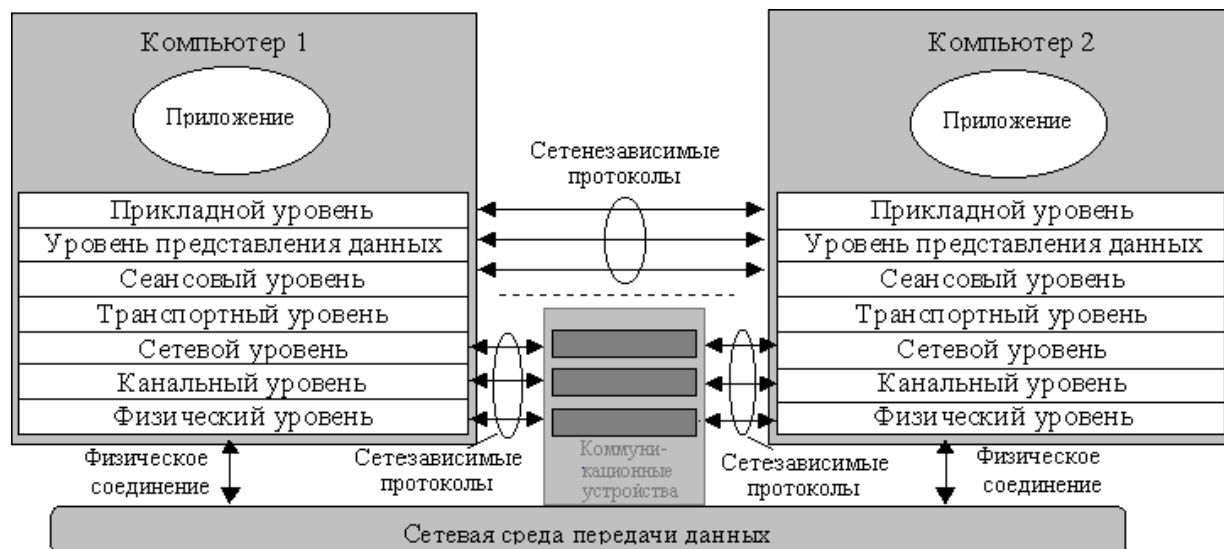 Компьютер 1
Приложение
Прикладной уровень
Уровень представления данных
Сеансовый уровень
Транспортный уровень
Сетевой уровень
Канальный уровень
Физический уровень
Сетенезависимые
протоколы
Компьютер 2
Приложение
Прикладной уровень
Уровень представления данных
Сеансовый уровень
Транспортный уровень
Сетевой уровень
Канальный уровень
Физический уровень
Физическое
соединение
Сетезависимые
протоколы
Коммуни-
кационные
устройства
Сетезависимые
протоколы
Физическое
соединение
Сетевая среда передачи данных